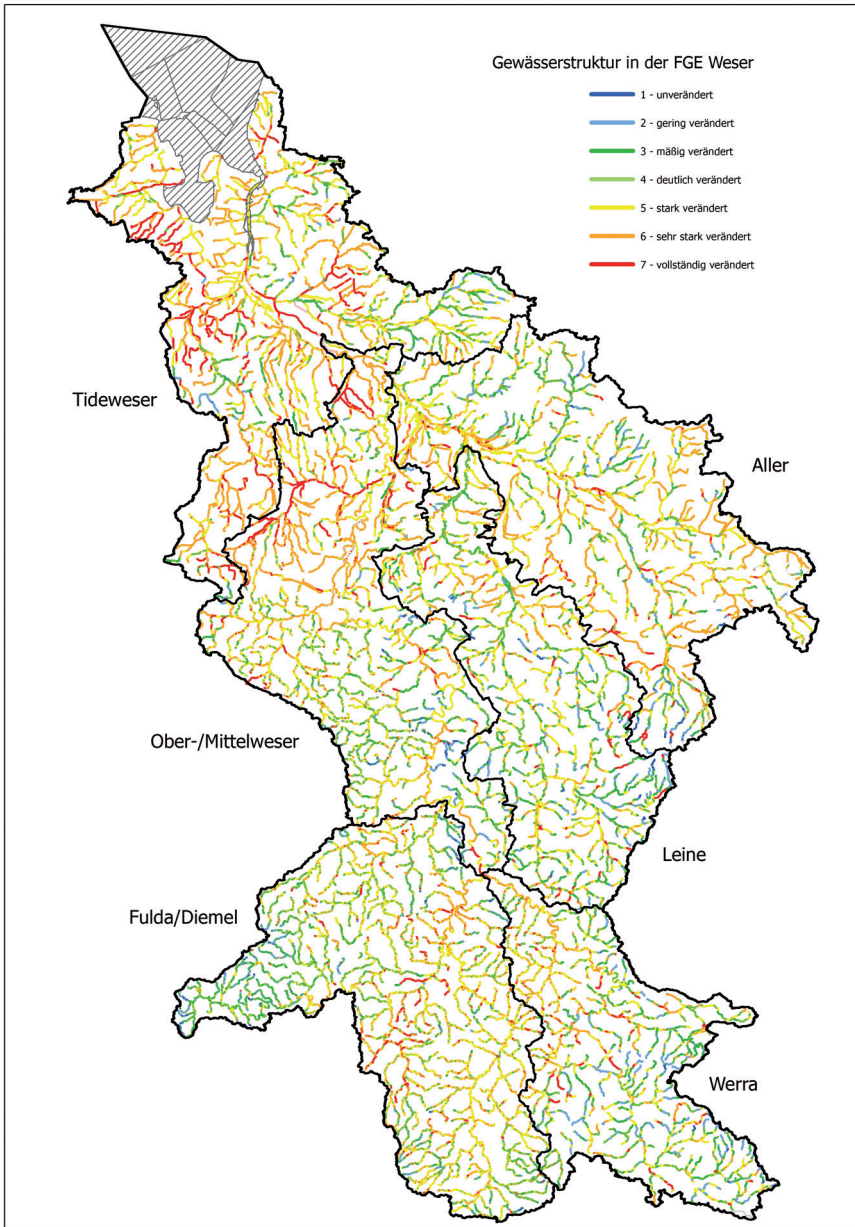 Gewässerstruktur in der FGE Weser
1 - unverändert
2 - gering verändert
3 - mäßig verändert
4 - deutlich verändert
5 - stark verändert
6 - sehr stark verändert
7 - vollständig verändert
Tideweser
Aller
Ober-/Mittelweser
Leine
Fulda/Diemel
Werra